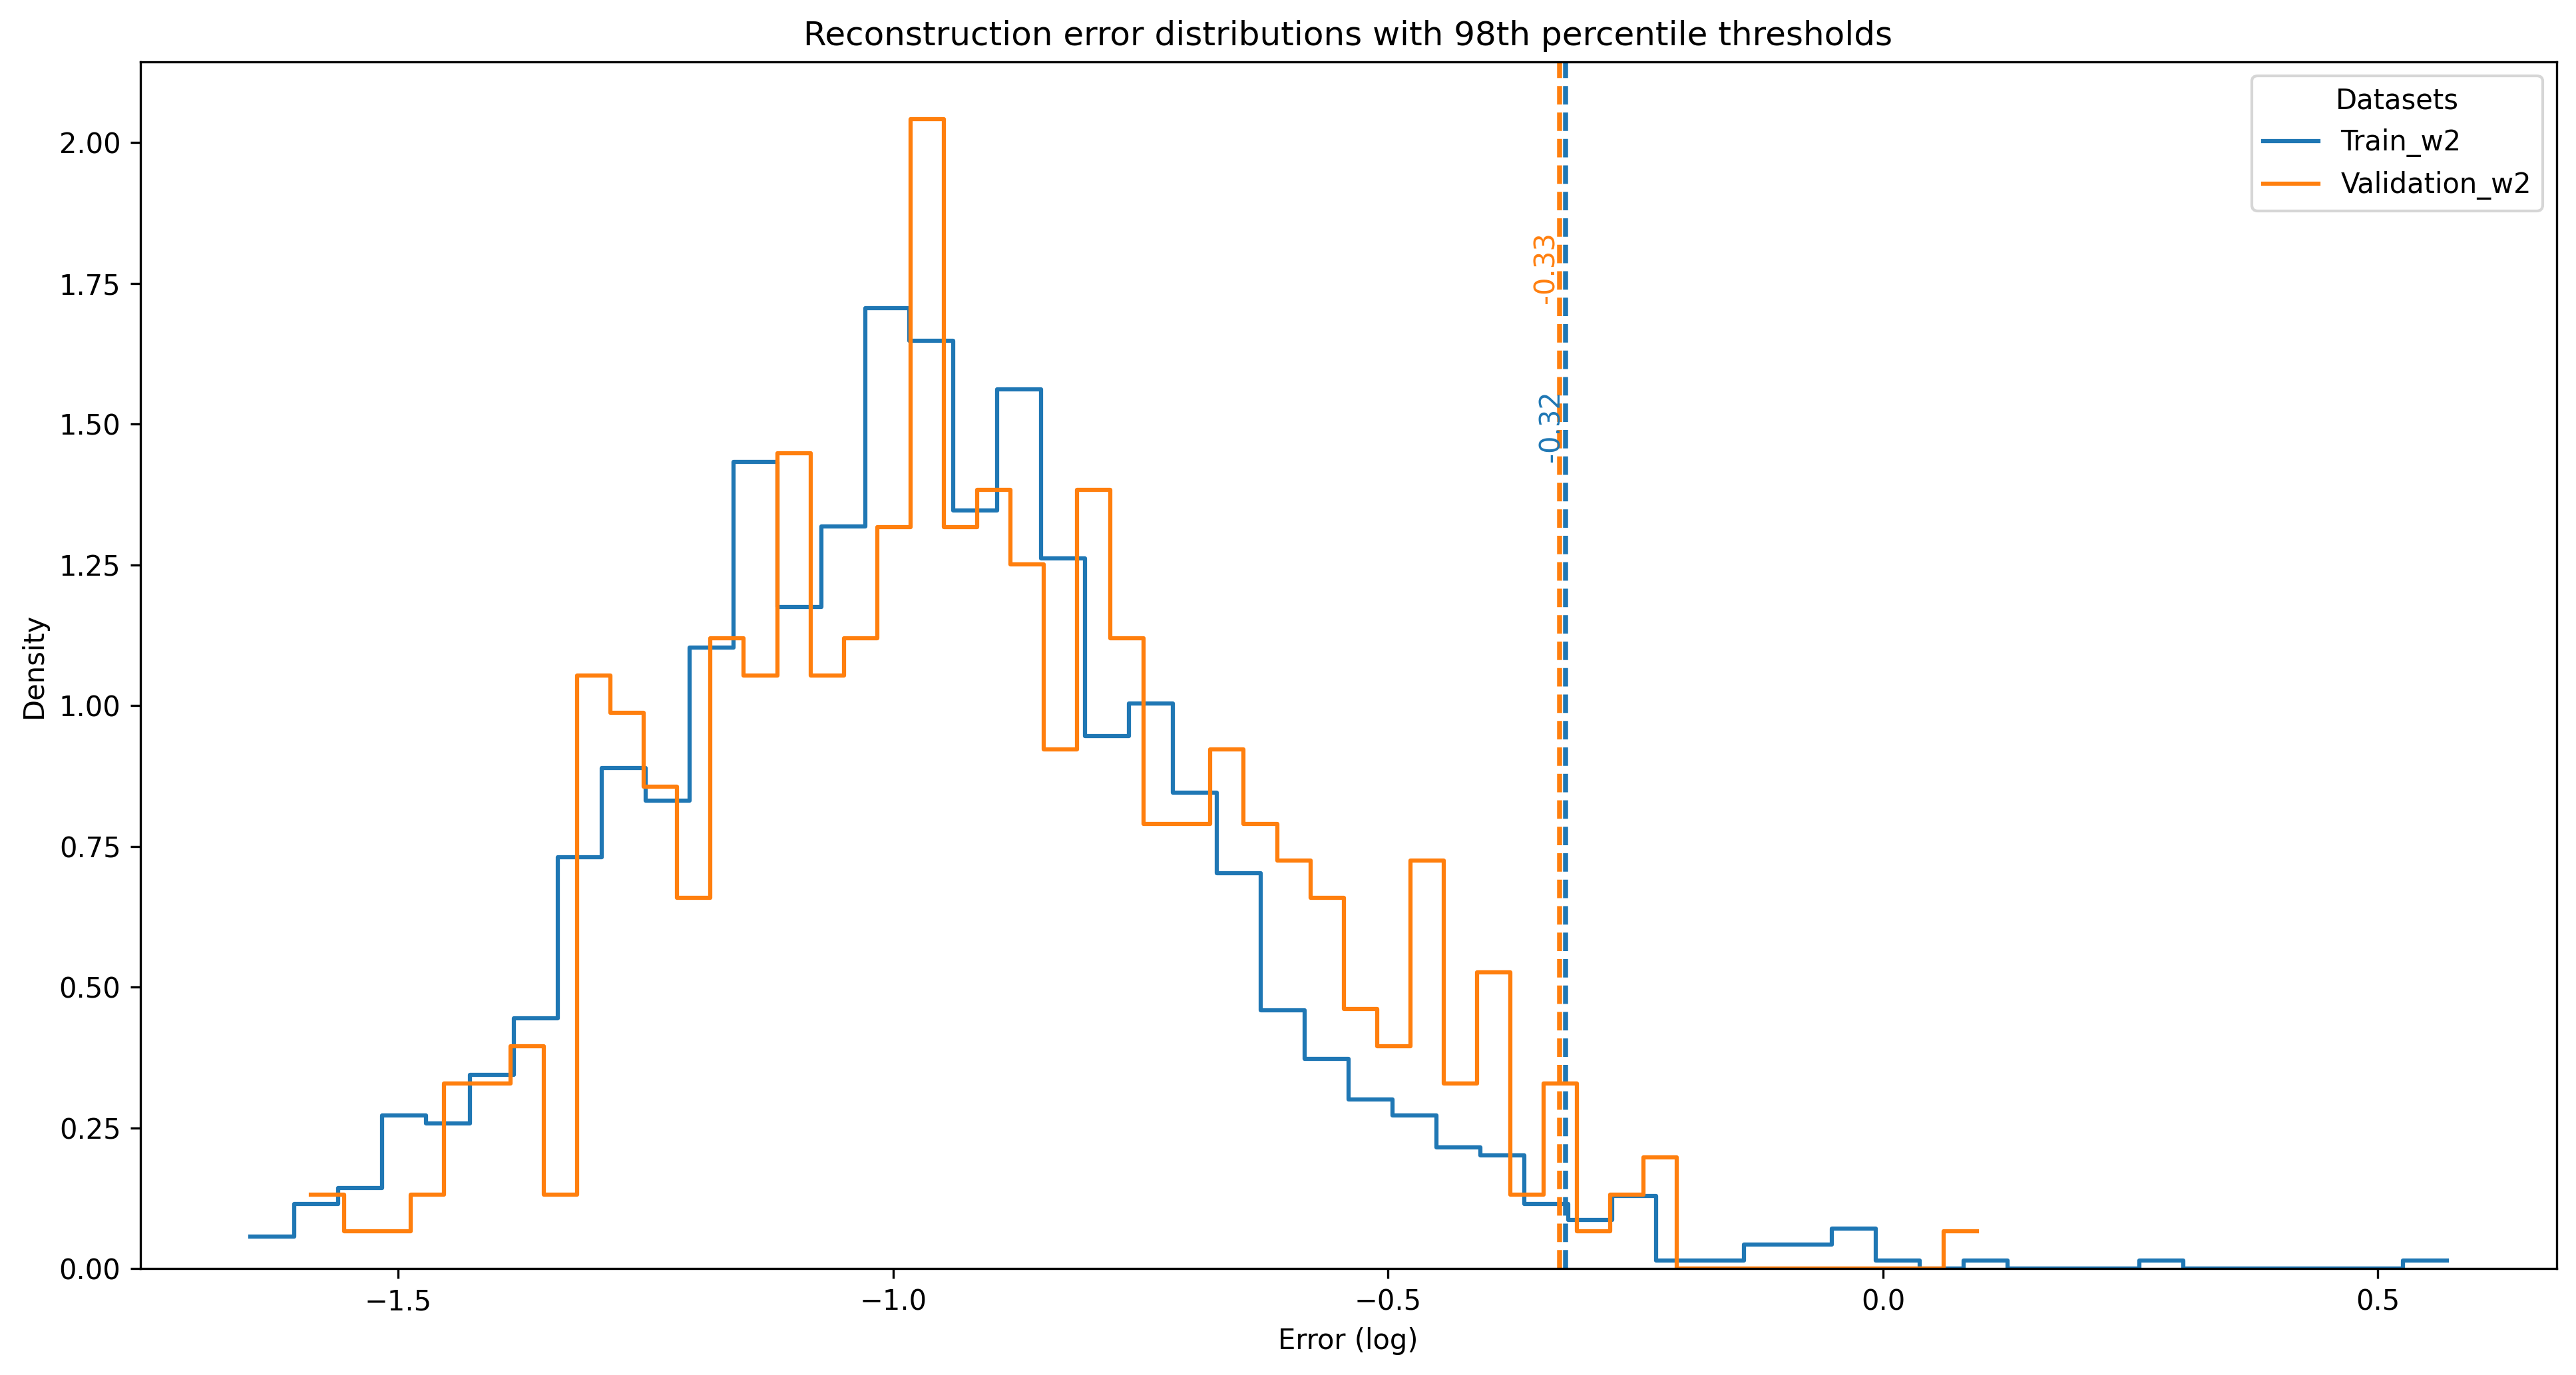 Reconstruction error distributions with 98th percentile thresholds
Datasets
Train_w2
Validation_w2
2.00
1.75
1.50
1.25
1.00
0.75
0.50
0.25
0.00
Density
-0.33
-0.32
−1.5
−1.0
−0.5
0.0
0.5
Error (log)